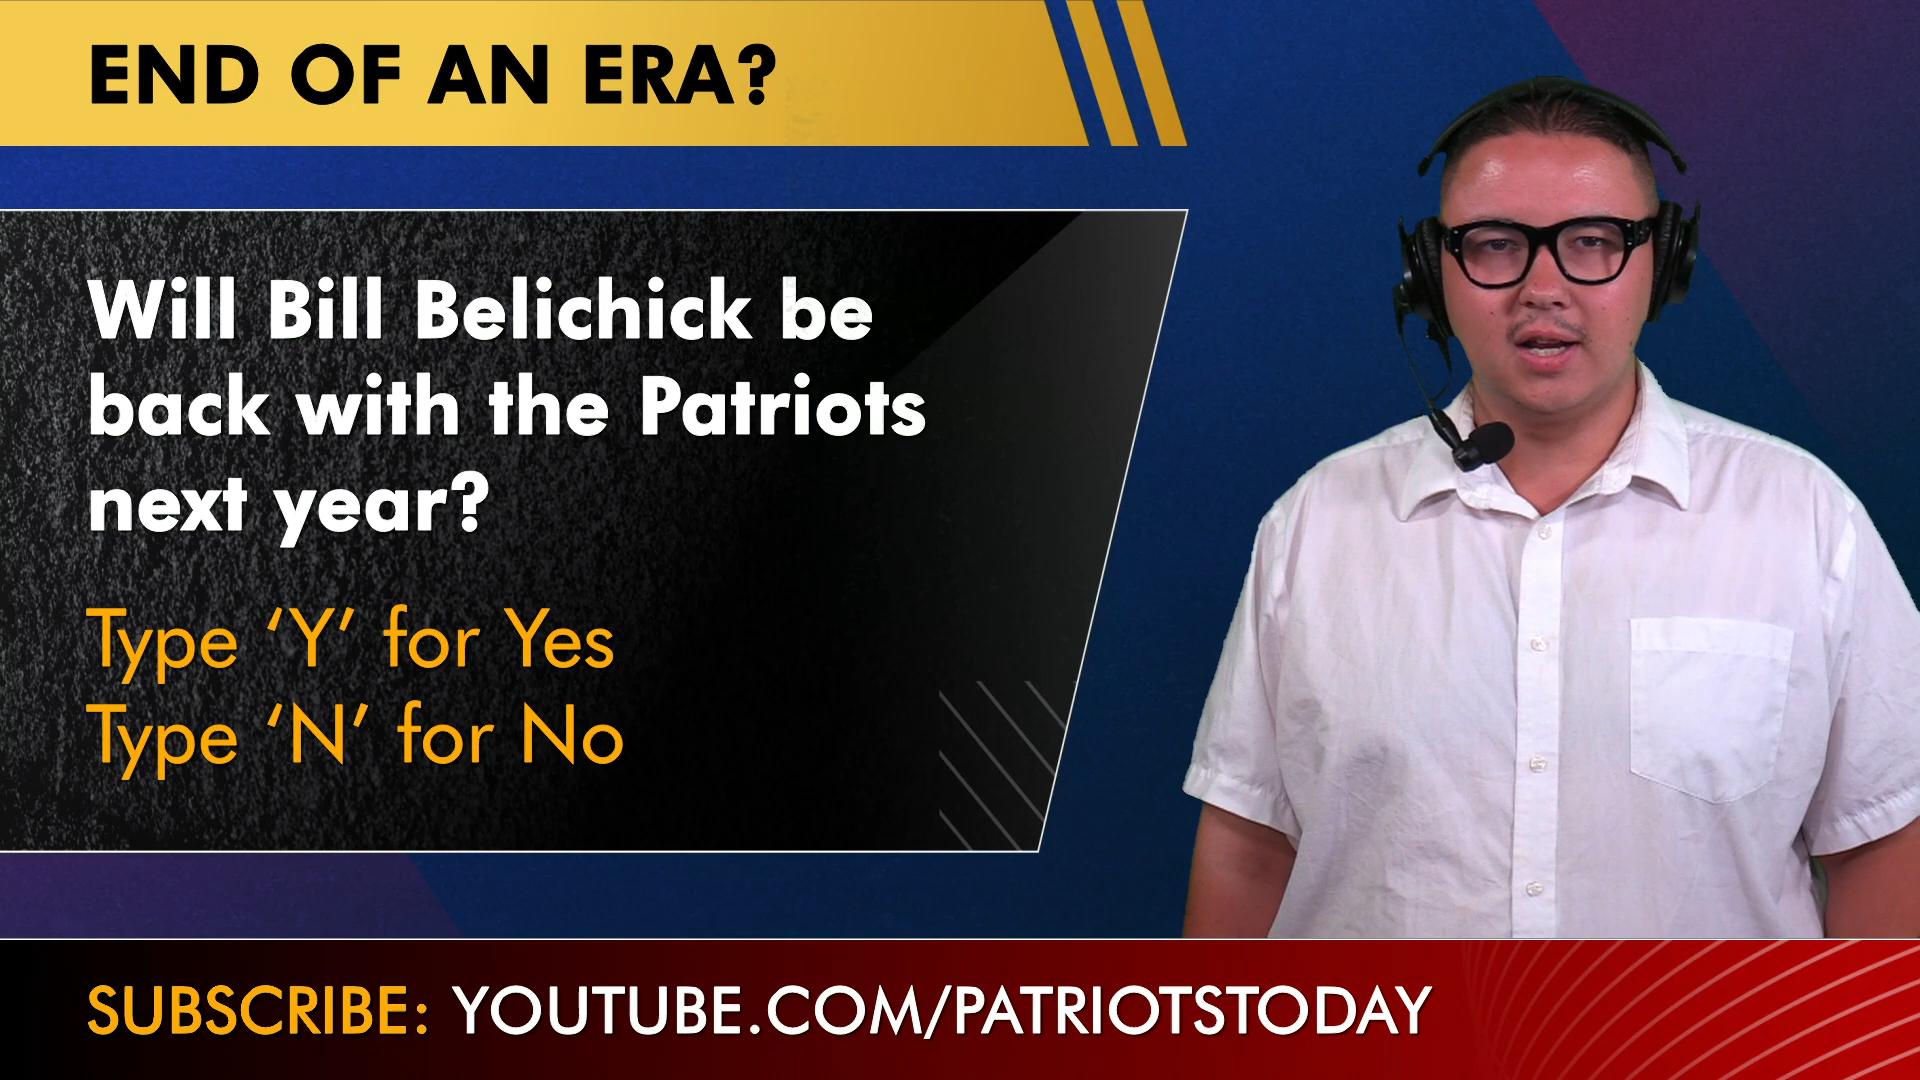 END OF AN ERA?
Will Bill Belichick be
back with the Patriots
next year?
Type ‘Y’ for Yes
Type ‘N’ for No
SUBSCRIBE: YOUTUBE.COM/PATRIOTSTODAY